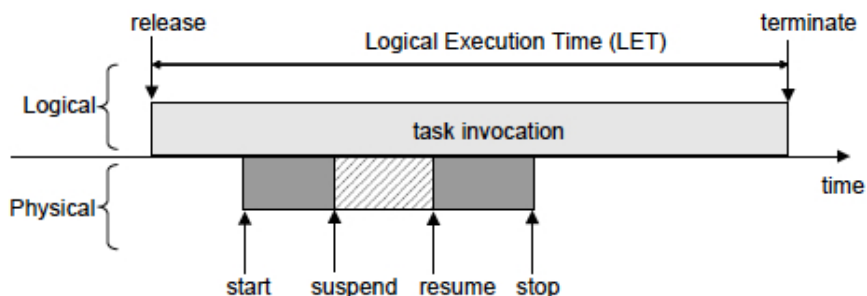 release
terminate
Logical Execution Time (LET)
Logical
task invocation
time
Physical
start
suspend
resume
stop